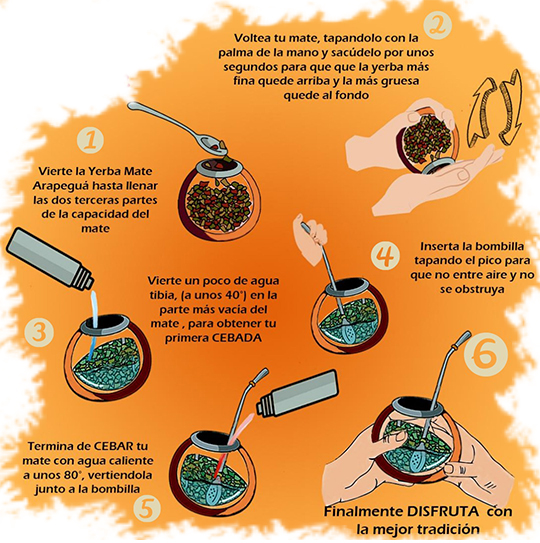 1
Vierte la Yerba Mate
Arapeguá hasta llenar
las dos terceras partes
de la capacidad del
mate
2
Voltea tu mate, tapandolo con la
palma de la mano y sacúdelo por unos
segundos para que que la yerba más
fina quede arriba y la más gruesa
quede al fondo
3
Vierte un poco de agua
tibia, (a unos 40°) en la
parte más vacía del
mate , para obtener tu
primera CEBADA
4
Inserta la bombilla
tapando el pico para
que no entre aire y no
se obstruya
5
Termina de CEBAR tu
mate con agua caliente
a unos 80°, vertiendola
junto a la bombilla
6
Finalmente DISFRUTA con
la mejor tradición